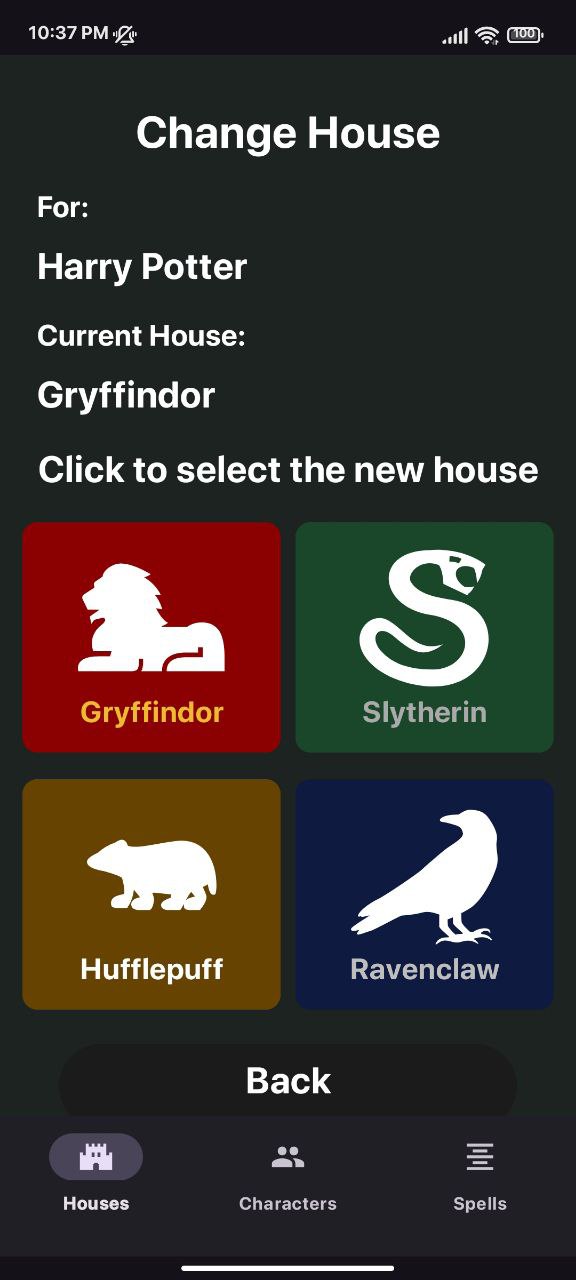 10:37 PM
100
Change House
For:
Harry Potter
Current House:
Gryffindor
Click to select the new house
Gryffindor
Slytherin
Hufflepuff
Ravenclaw
Back
Houses
Characters
Spells